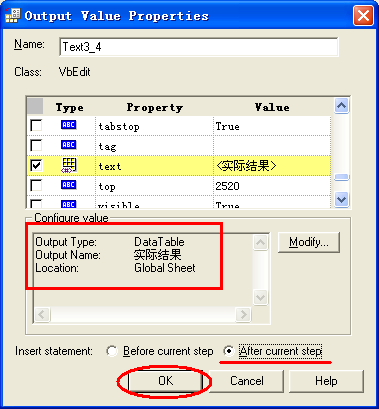 Output Value Properties
Name: Text3_4
Class: VbEdit
Type Property Value
ABC tabstop True
ABC tag
text <实际结果>
ABC top 2520
ABC visible True
Configure value
Output Type: DataTable
Output Name: 实际结果
Location: Global Sheet
Modify...
Insert statement: Before current step After current step
OK Cancel Help